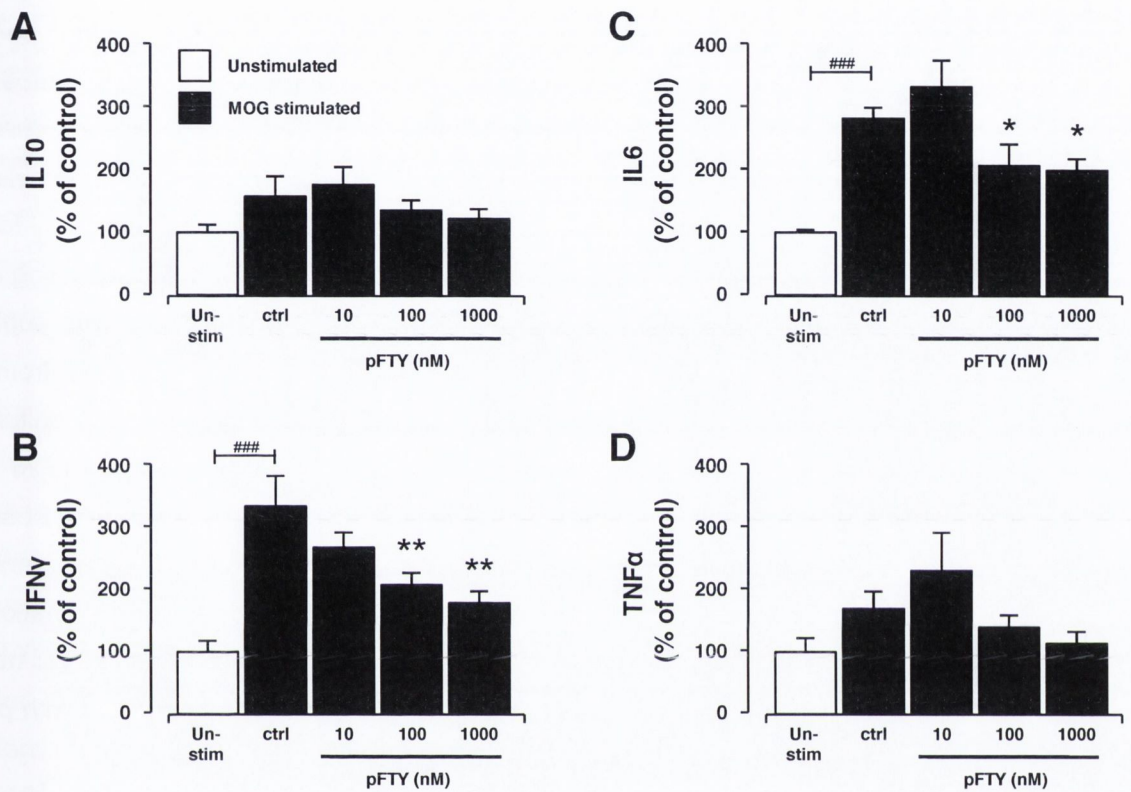 A
IL10
(% of control)
400
300
200
100
0
Unstimulated
MOG stimulated
Un-
stim
ctrl 10 100 1000
pFTY (nM)
C
IL6
(% of control)
400
300
200
100
0
###
*
*
Un-
stim
ctrl 10 100 1000
pFTY (nM)
B
IFNγ
(% of control)
400
300
200
100
0
###
**
**
Un-
stim
ctrl 10 100 1000
pFTY (nM)
D
TNFα
(% of control)
400
300
200
100
0
Un-
stim
ctrl 10 100 1000
pFTY (nM)